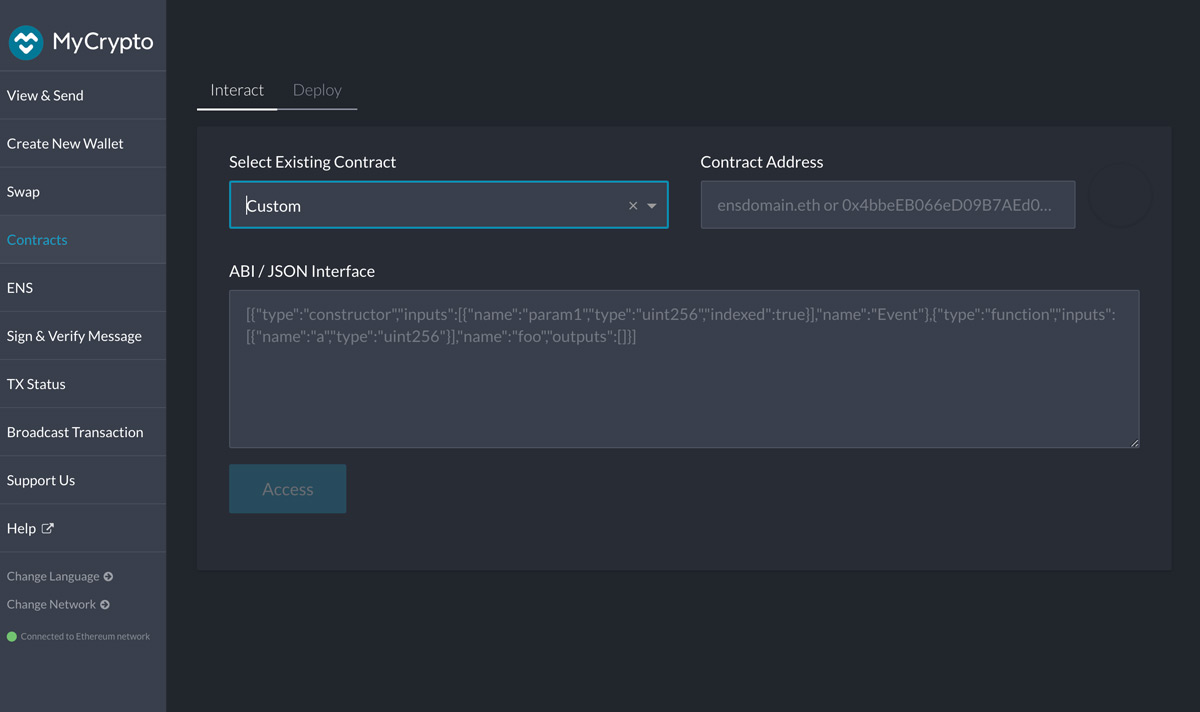 MyCrypto
View & Send
Create New Wallet
Swap
Contracts
ENS
Sign & Verify Message
TX Status
Broadcast Transaction
Support Us
Help
Change Language
Change Network
Connected to Ethereum network
Interact
Deploy
Select Existing Contract
Custom
Contract Address
ensdomain.eth or 0x4bbeEB066eD09B7AEd0...
ABI / JSON Interface
[{"type":"constructor","inputs":[{"name":"param1","type":"uint256","indexed":true}],"name":"Event"},{"type":"function","inputs":
[{"name":"a","type":"uint256"}],"name":"foo","outputs":[]}]
Access